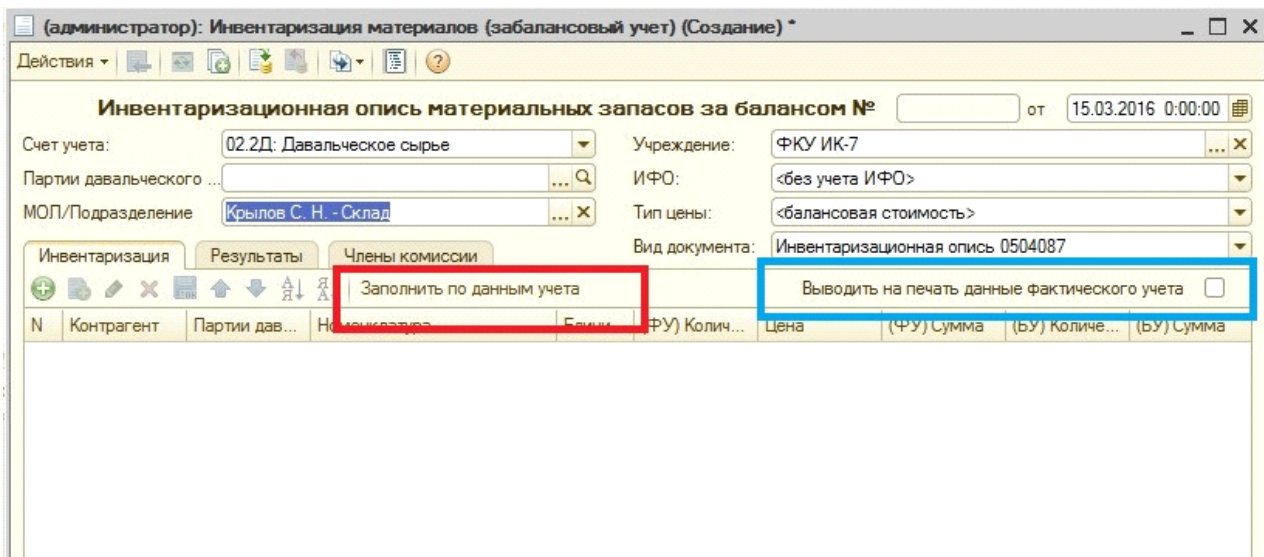 (администратор): Инвентаризация материалов (забалансовый учет) (Создание) *
Действия
Инвентаризационная опись материальных запасов за балансом № от 15.03.2016 0:00:00
Счет учета: 02.2Д: Давальческое сырье Учреждение: ФКУ ИК-7
Партии давальческого ... ИФО: <без учета ИФО>
МОЛ/Подразделение Крылов С. Н. - Склад Тип цены: <балансовая стоимость>
Инвентаризация Результаты Члены комиссии Вид документа: Инвентаризационная опись 0504087
Заполнить по данным учета Выводить на печать данные фактического учета
N Контрагент Партии дав... Номенклатура Едини... (ФУ) Колич... Цена (ФУ) Сумма (БУ) Количе... (БУ) Сумма